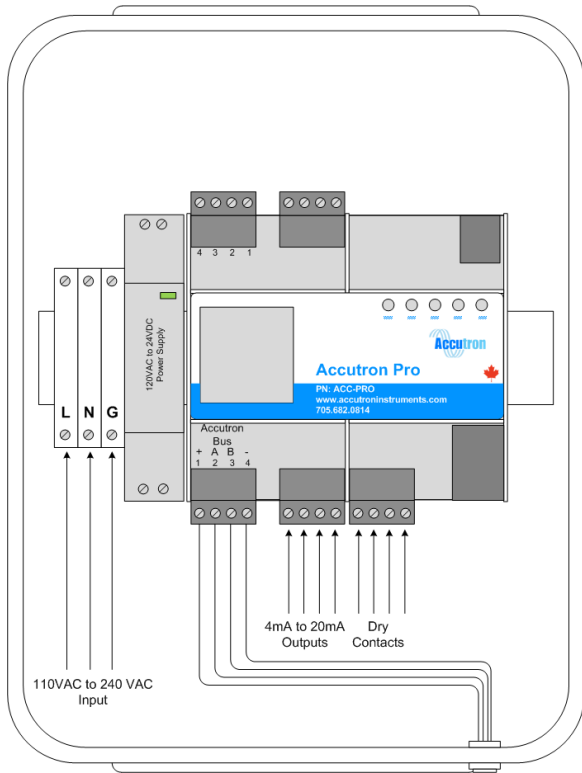 4 3 2 1
120VAC to 24VDC
Power Supply
Accutron
Accutron Pro
PN: ACC-PRO
www.accutroninstruments.com
705.682.0814
L N G
Accutron
Bus
+ A B -
1 2 3 4
4mA to 20mA
Outputs
Dry
Contacts
110VAC to 240 VAC
Input